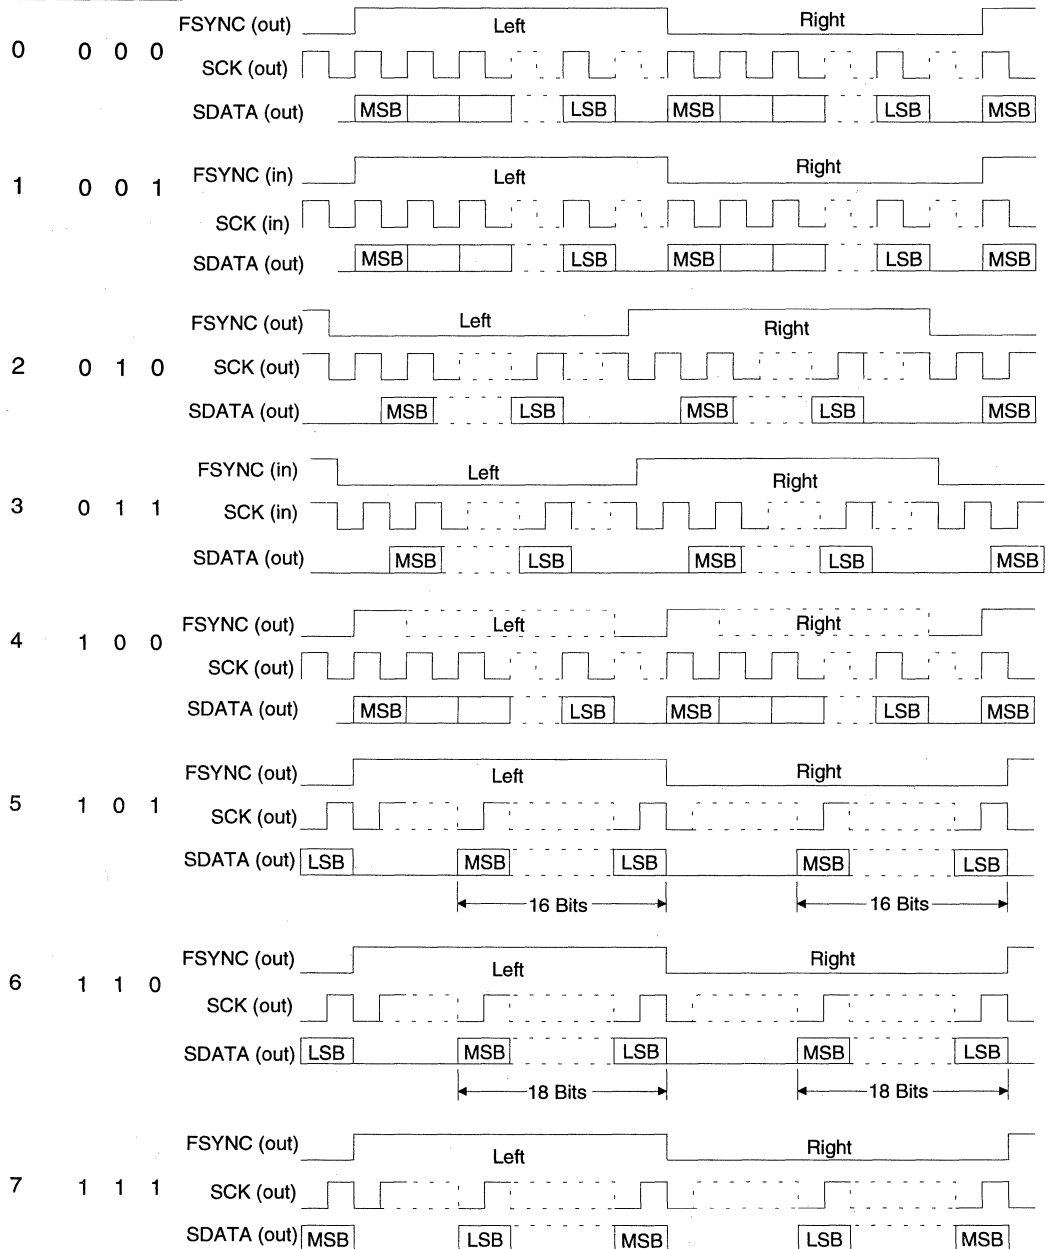 FSYNC (out) Left Right
0 0 0 0 SCK (out)
SDATA (out) MSB LSB MSB LSB MSB
FSYNC (in) Left Right
1 0 0 1
SCK (in)
SDATA (out) MSB LSB MSB LSB MSB
FSYNC (out) Left Right
2 0 1 0 SCK (out)
SDATA (out) MSB LSB MSB LSB MSB
FSYNC (in) Left Right
3 0 1 1 SCK (in)
SDATA (out) MSB LSB MSB LSB MSB
FSYNC (out) Left Right
4 1 0 0
SCK (out)
SDATA (out) MSB LSB MSB LSB MSB
FSYNC (out) Left Right
5 1 0 1 SCK (out)
SDATA (out) LSB MSB LSB MSB LSB
16 Bits 16 Bits
FSYNC (out) Left Right
6 1 1 0
SCK (out)
SDATA (out) LSB MSB LSB MSB LSB
18 Bits 18 Bits
FSYNC (out) Left Right
7 1 1 1 SCK (out)
SDATA (out) MSB LSB MSB LSB MSB